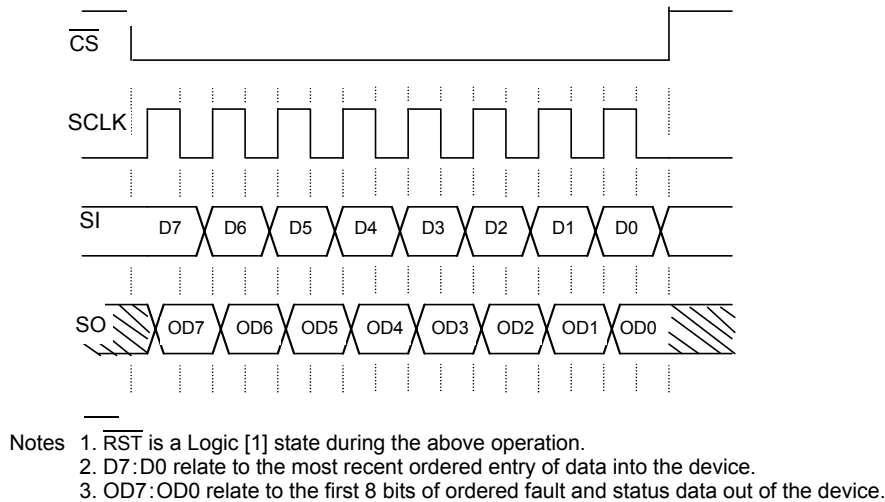 CS
SCLK
SI D7 D6 D5 D4 D3 D2 D1 D0
SO OD7 OD6 OD5 OD4 OD3 OD2 OD1 OD0
Notes 1. RST is a Logic [1] state during the above operation.
2. D7:D0 relate to the most recent ordered entry of data into the device.
3. OD7:OD0 relate to the first 8 bits of ordered fault and status data out of the device.